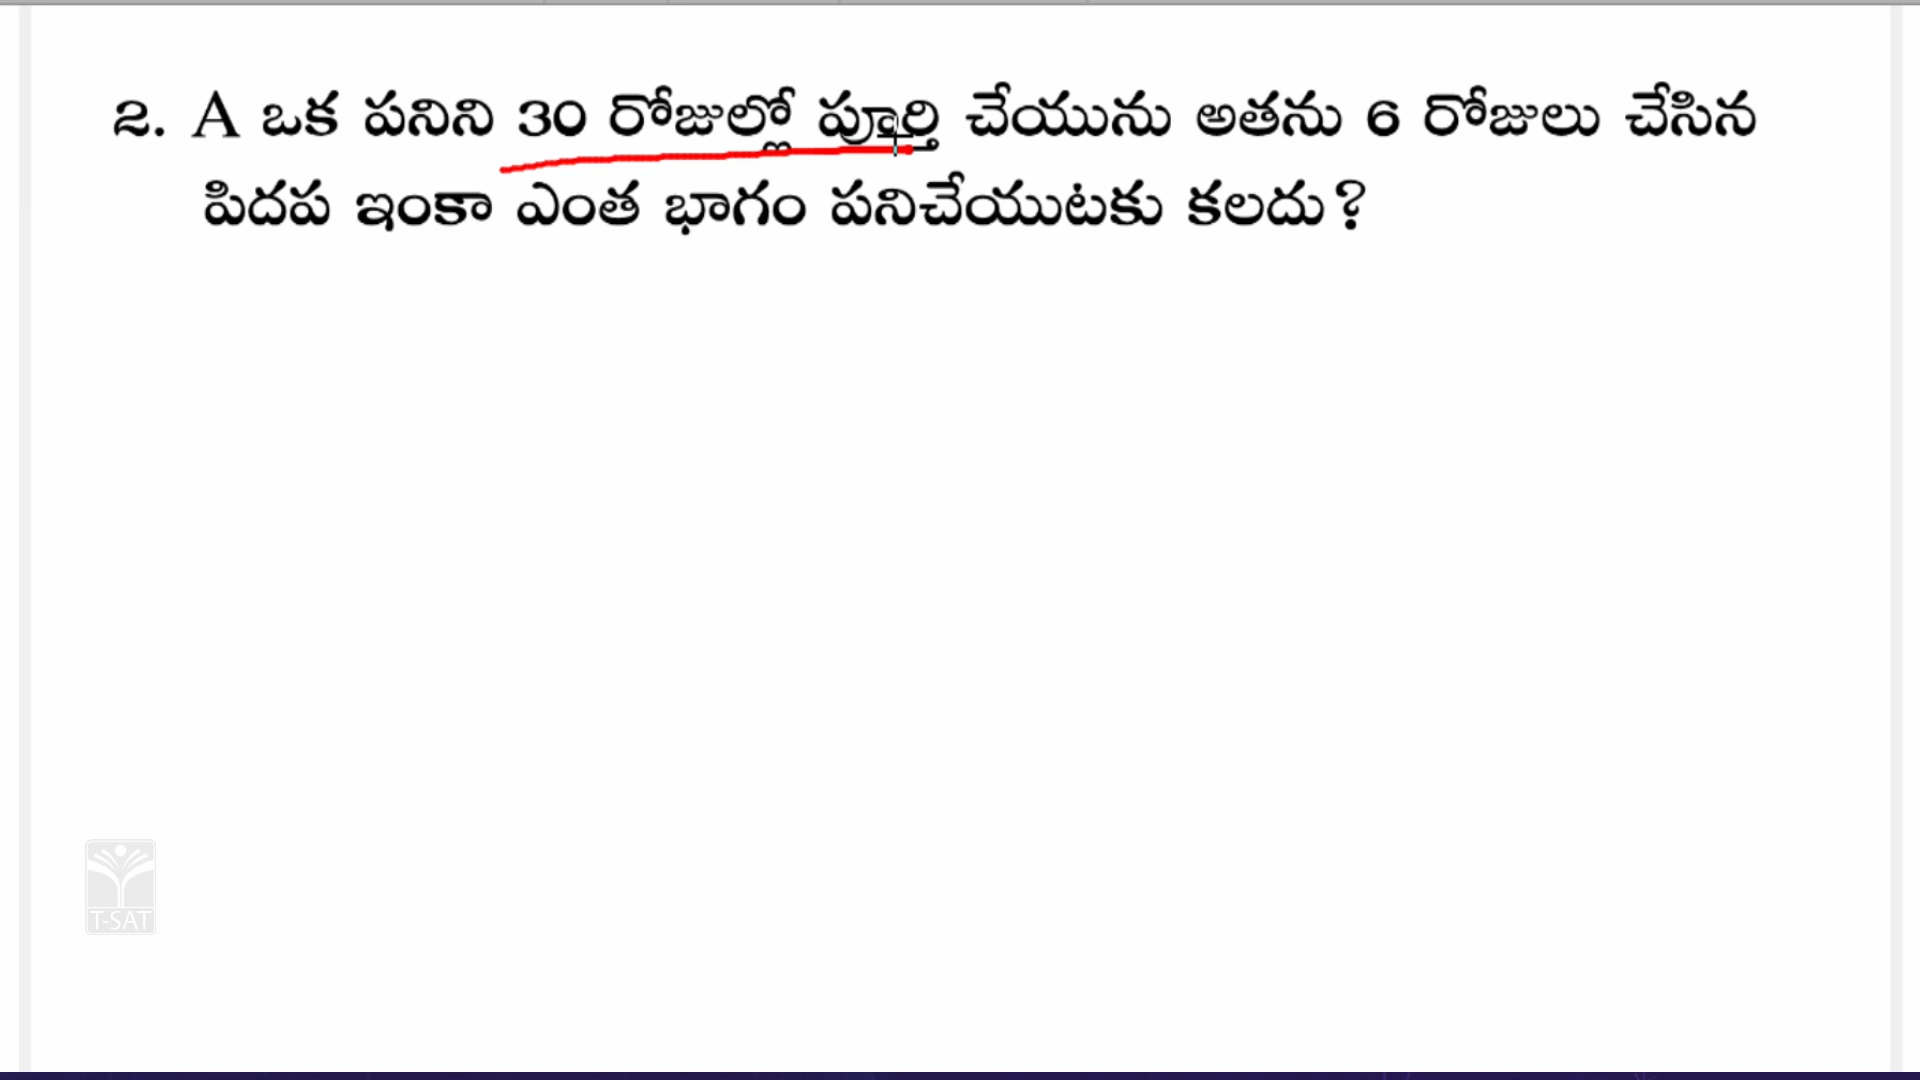 ౨. A ఒక పనిని 30 రోజుల్లో పూర్తి చేయును అతను 6 రోజులు చేసిన
పిదప ఇంకా ఎంత భాగం పనిచేయుటకు కలదు?
T-SAT